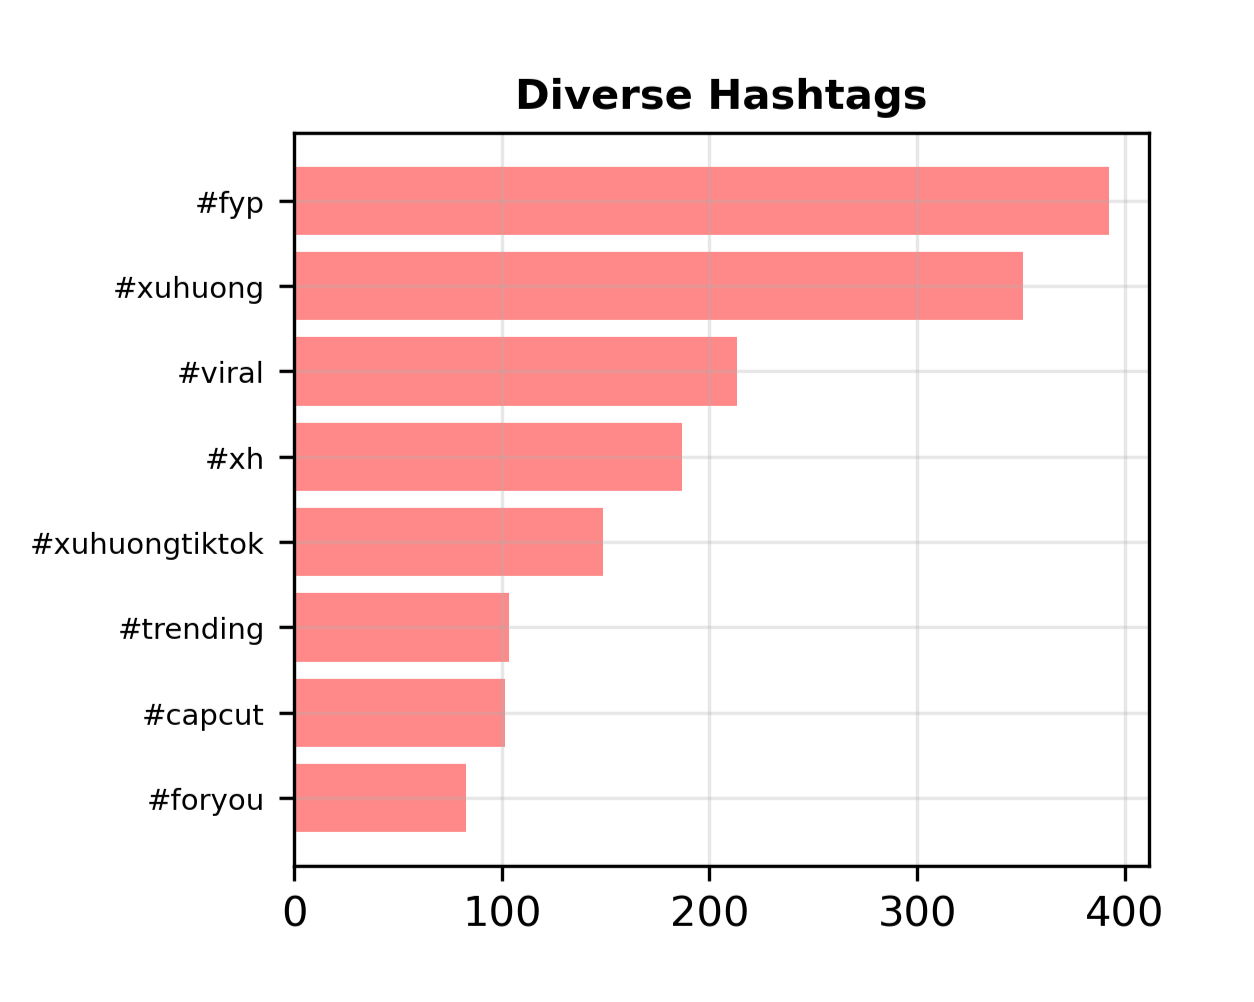 Diverse Hashtags
#fyp
#xuhuong
#viral
#xh
#xuhuongtiktok
#trending
#capcut
#foryou
0 100 200 300 400